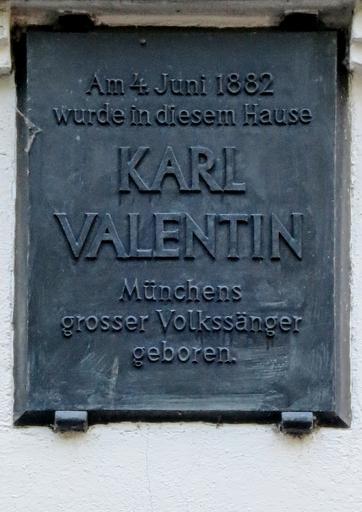 Am 4. Juni 1882
wurde in diesem Hause
KARL
VALENTIN
Münchens
grosser Volkssänger
geboren.